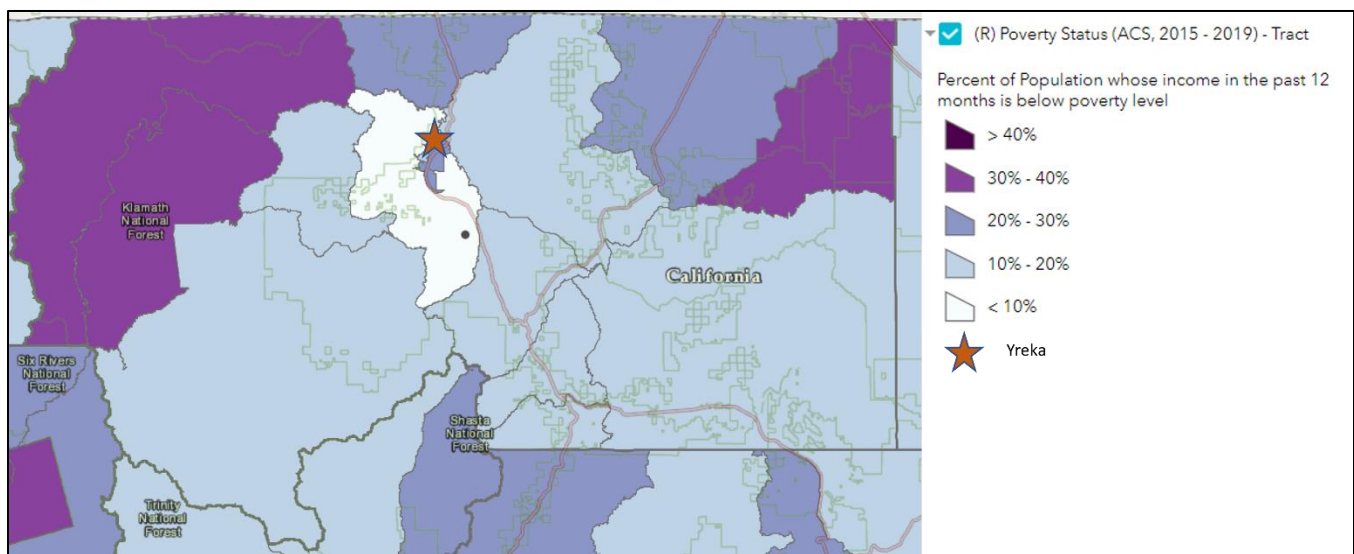 (R) Poverty Status (ACS, 2015 - 2019) - Tract
Percent of Population whose income in the past 12
months is below poverty level
> 40%
30% - 40%
20% - 30%
10% - 20%
< 10%
Yreka
Klamath
National
Forest
California
Six Rivers
National
Forest
Shasta
National
Forest
Trinity
National
Forest